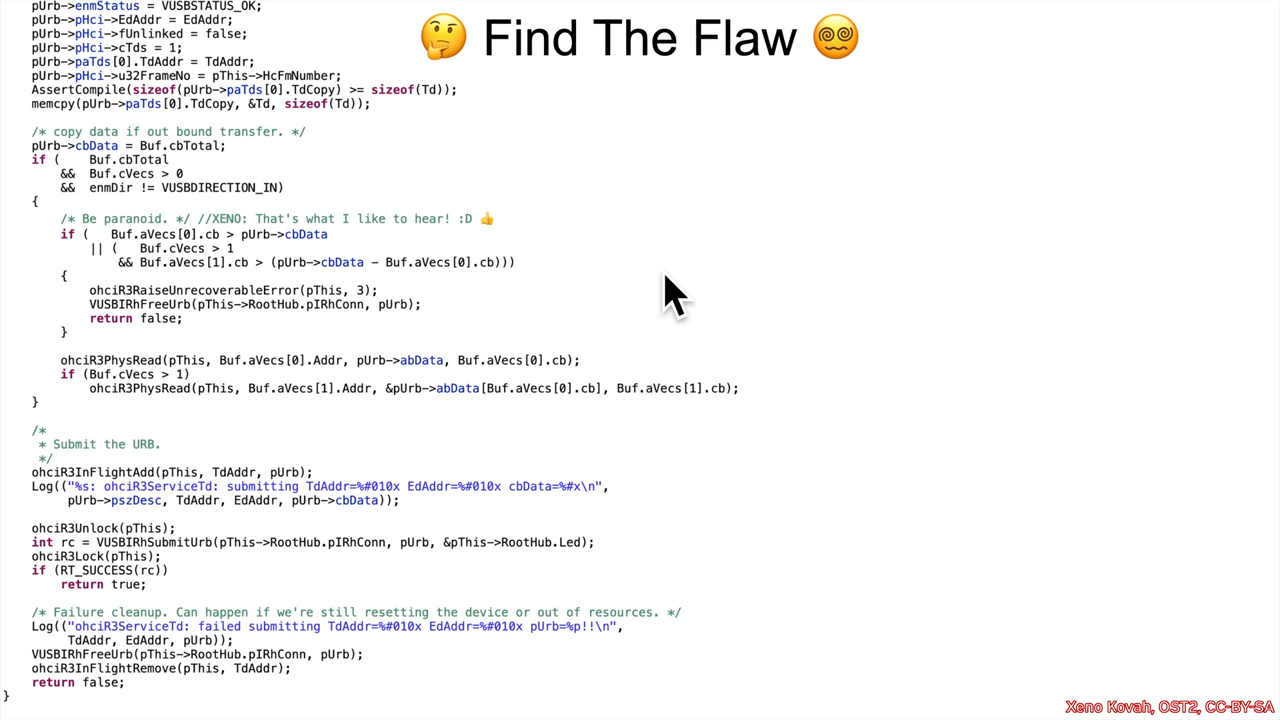 🤔 Find The Flaw 😵‍💫
pUrb->enmStatus = VUSBSTATUS_OK;
pUrb->pHci->EdAddr = EdAddr;
pUrb->pHci->fUnlinked = false;
pUrb->pHci->cTds = 1;
pUrb->paTds[0].TdAddr = TdAddr;
pUrb->pHci->u32FrameNo = pThis->HcFmNumber;
AssertCompile(sizeof(pUrb->paTds[0].TdCopy) >= sizeof(Td));
memcpy(pUrb->paTds[0].TdCopy, &Td, sizeof(Td));
/* copy data if out bound transfer. */
pUrb->cbData = Buf.cbTotal;
if (    Buf.cbTotal
    &&  Buf.cVecs > 0
    &&  enmDir != VUSBDIRECTION_IN)
{
    /* Be paranoid. */ //XENO: That's what I like to hear! :D 👍
    if (   Buf.aVecs[0].cb > pUrb->cbData
        || (   Buf.cVecs > 1
            && Buf.aVecs[1].cb > (pUrb->cbData - Buf.aVecs[0].cb)))
    {
        ohciR3RaiseUnrecoverableError(pThis, 3);
        VUSBIRhFreeUrb(pThis->RootHub.pIRhConn, pUrb);
        return false;
    }
    ohciR3PhysRead(pThis, Buf.aVecs[0].Addr, pUrb->abData, Buf.aVecs[0].cb);
    if (Buf.cVecs > 1)
        ohciR3PhysRead(pThis, Buf.aVecs[1].Addr, &pUrb->abData[Buf.aVecs[0].cb], Buf.aVecs[1].cb);
}
/*
 * Submit the URB.
 */
ohciR3InFlightAdd(pThis, TdAddr, pUrb);
Log(("%s: ohciR3ServiceTd: submitting TdAddr=%#010x EdAddr=%#010x cbData=%#x\n",
     pUrb->pszDesc, TdAddr, EdAddr, pUrb->cbData));
ohciR3Unlock(pThis);
int rc = VUSBIRhSubmitUrb(pThis->RootHub.pIRhConn, pUrb, &pThis->RootHub.Led);
ohciR3Lock(pThis);
if (RT_SUCCESS(rc))
    return true;
/* Failure cleanup. Can happen if we're still resetting the device or out of resources. */
Log(("ohciR3ServiceTd: failed submitting TdAddr=%#010x EdAddr=%#010x pUrb=%p!!\n",
     TdAddr, EdAddr, pUrb));
VUSBIRhFreeUrb(pThis->RootHub.pIRhConn, pUrb);
ohciR3InFlightRemove(pThis, TdAddr);
return false;
}
Xeno Kovah, OST2, CC-BY-SA